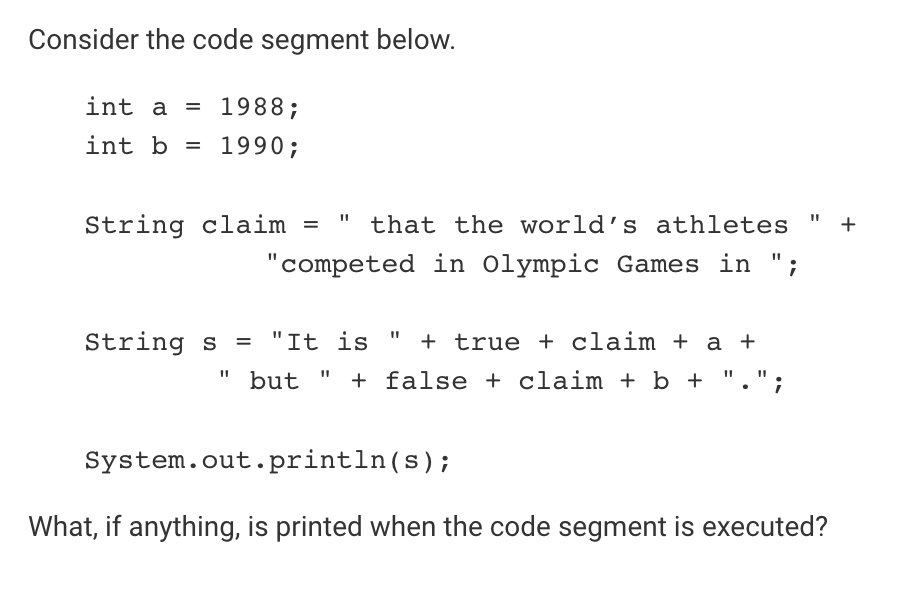 Consider the code segment below.
int a = 1988;
int b = 1990;
String claim = " that the world’s athletes " +
"competed in Olympic Games in ";
String s = "It is " + true + claim + a +
" but " + false + claim + b + ".";
System.out.println(s);
What, if anything, is printed when the code segment is executed?